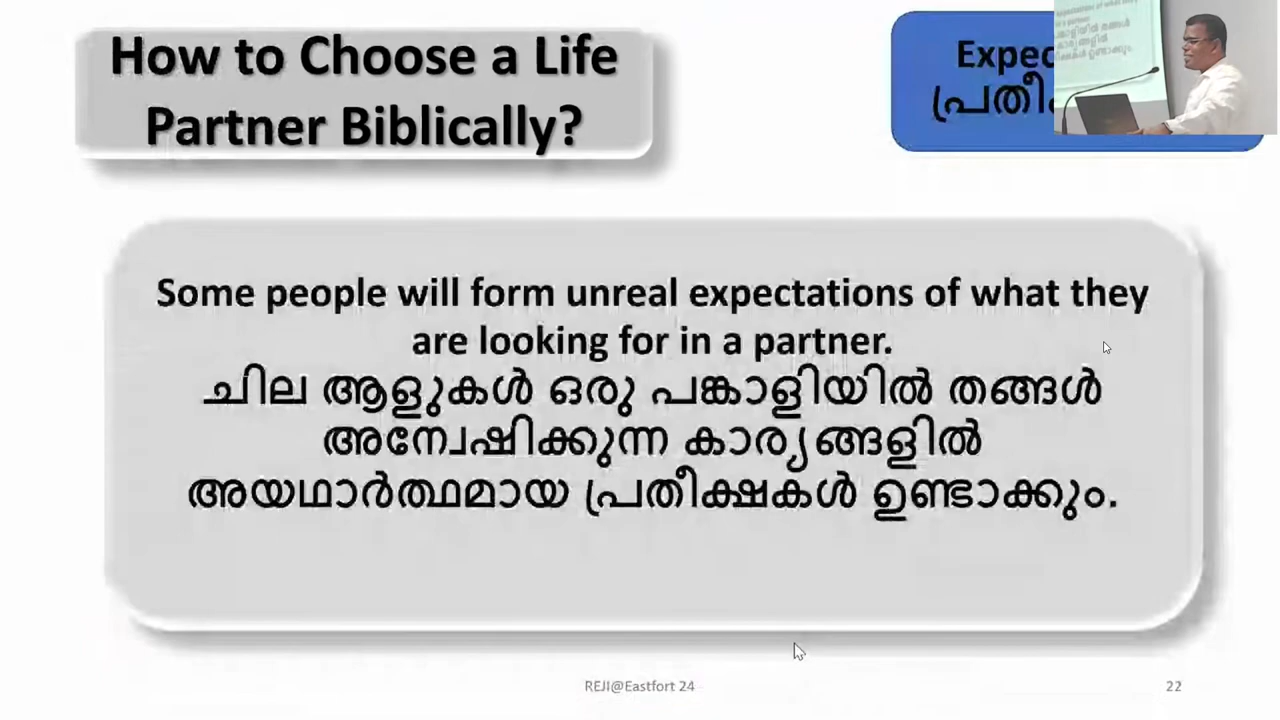 How to Choose a Life
Partner Biblically?
Some people will form unreal expectations of what they
are looking for in a partner.
ചില ആളുകൾ ഒരു പങ്കാളിയിൽ തങ്ങൾ
അന്വേഷിക്കുന്ന കാര്യങ്ങളിൽ
അയഥാർത്ഥമായ പ്രതീക്ഷകൾ ഉണ്ടാക്കും.
REJI@Eastfort 24
22